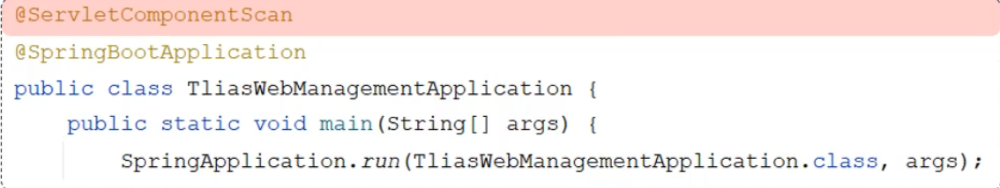 @ServletComponentScan
@SpringBootApplication
public class TliasWebManagementApplication {
    public static void main(String[] args) {
        SpringApplication.run(TliasWebManagementApplication.class, args);